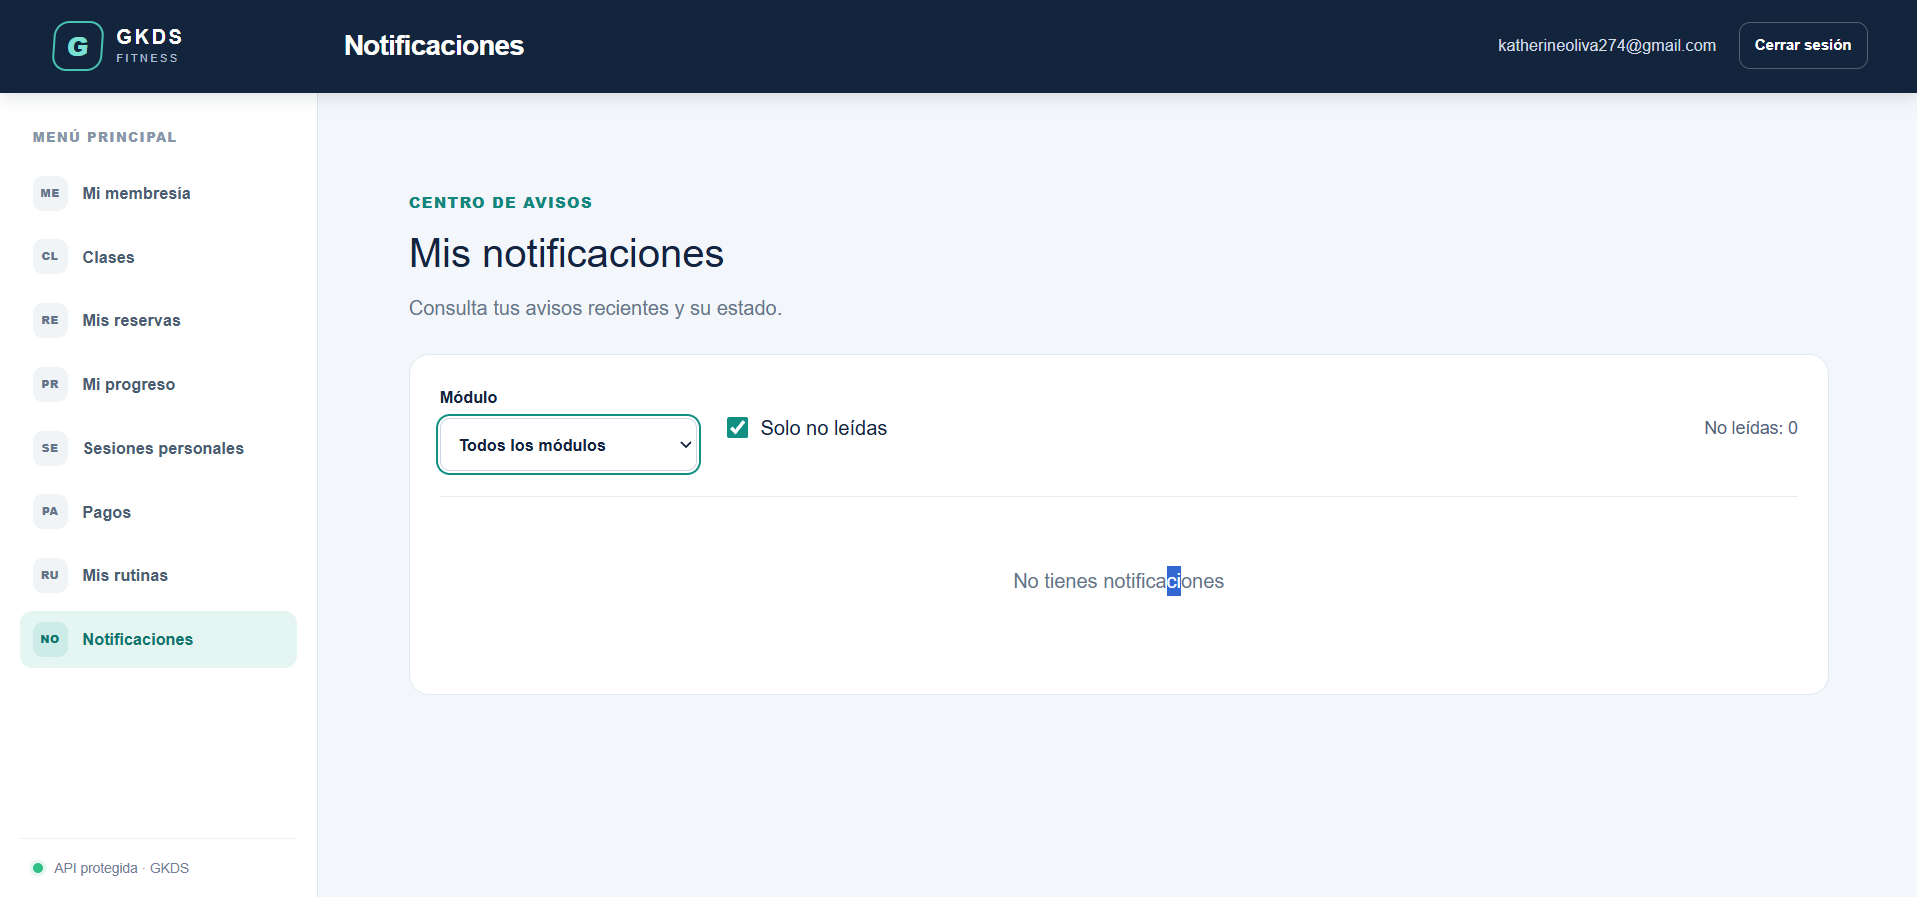 G
GKDS
FITNESS
Notificaciones
katherineoliva274@gmail.com
Cerrar sesión
MENÚ PRINCIPAL
ME Mi membresía
CL Clases
RE Mis reservas
PR Mi progreso
SE Sesiones personales
PA Pagos
RU Mis rutinas
NO Notificaciones
API protegida · GKDS
CENTRO DE AVISOS
Mis notificaciones
Consulta tus avisos recientes y su estado.
Módulo
Todos los módulos
Solo no leídas
No leídas: 0
No tienes notificaciones